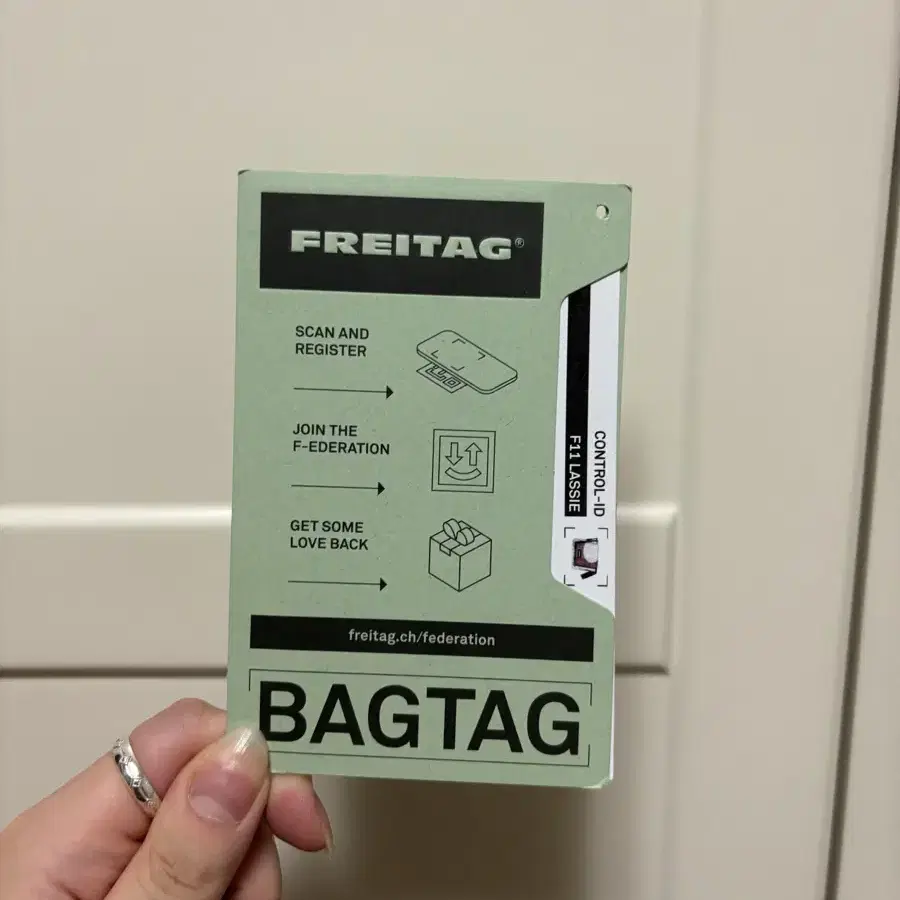 FREITAG®
SCAN AND
REGISTER
JOIN THE
F-EDERATION
GET SOME
LOVE BACK
freitag.ch/federation
BAGTAG
CONTROL-ID
F11 LASSIE